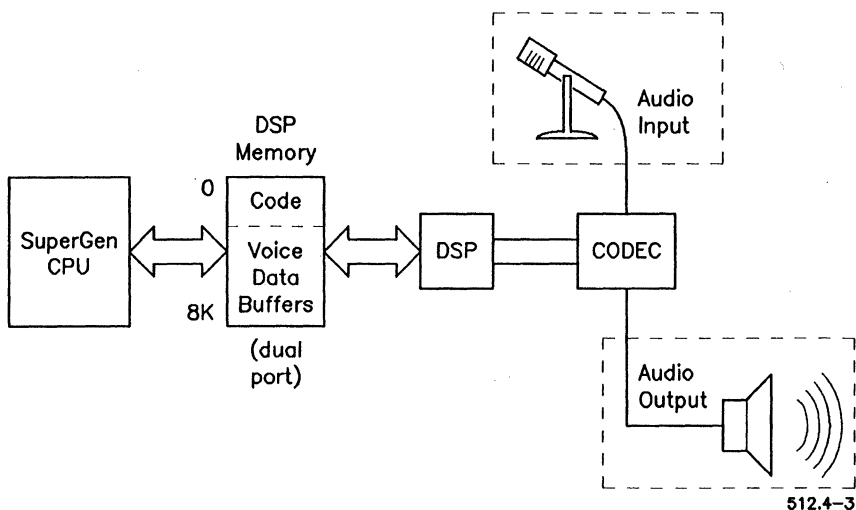 Audio
Input
DSP
Memory
0
Code
SuperGen
CPU
Voice
Data
Buffers
8K
(dual
port)
DSP
CODEC
Audio
Output
512.4-3